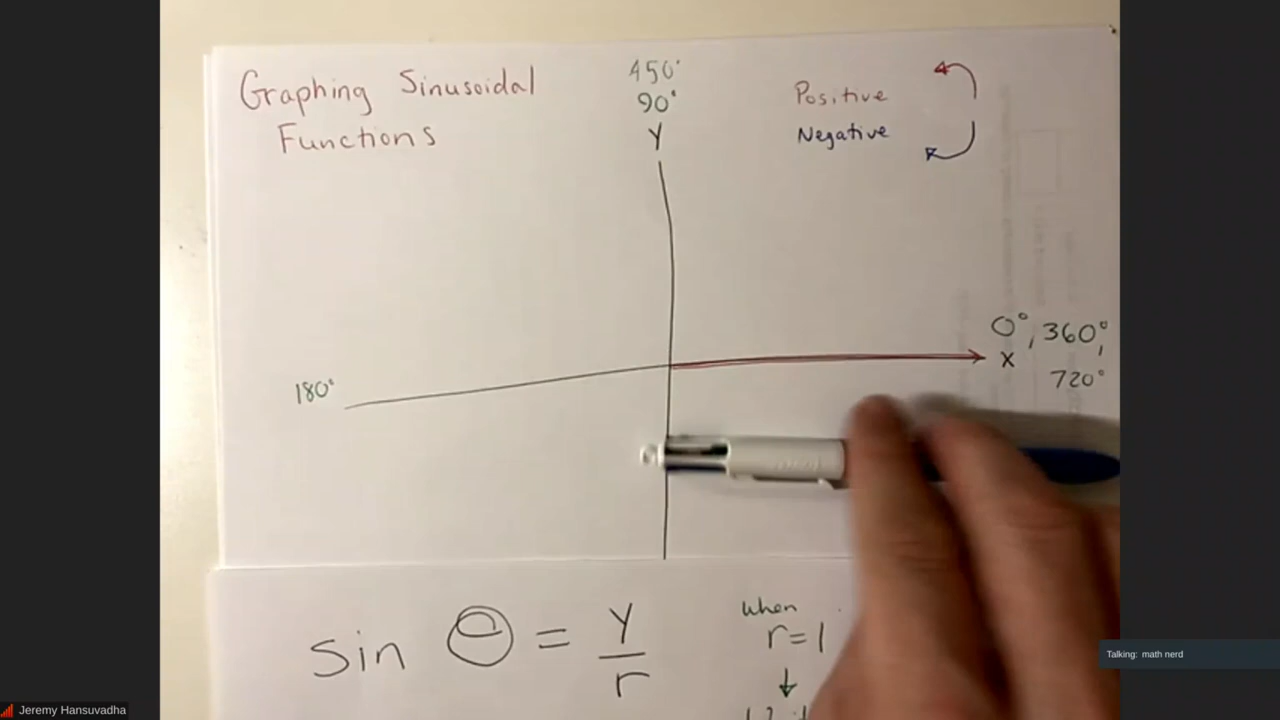 Graphing Sinusoidal
Functions
450°
90°
Y
Positive
Negative
0°, 360°,
X
720°
180°
sin θ = y/r
when
r=1
Talking: math nerd
Jeremy Hansuvadha